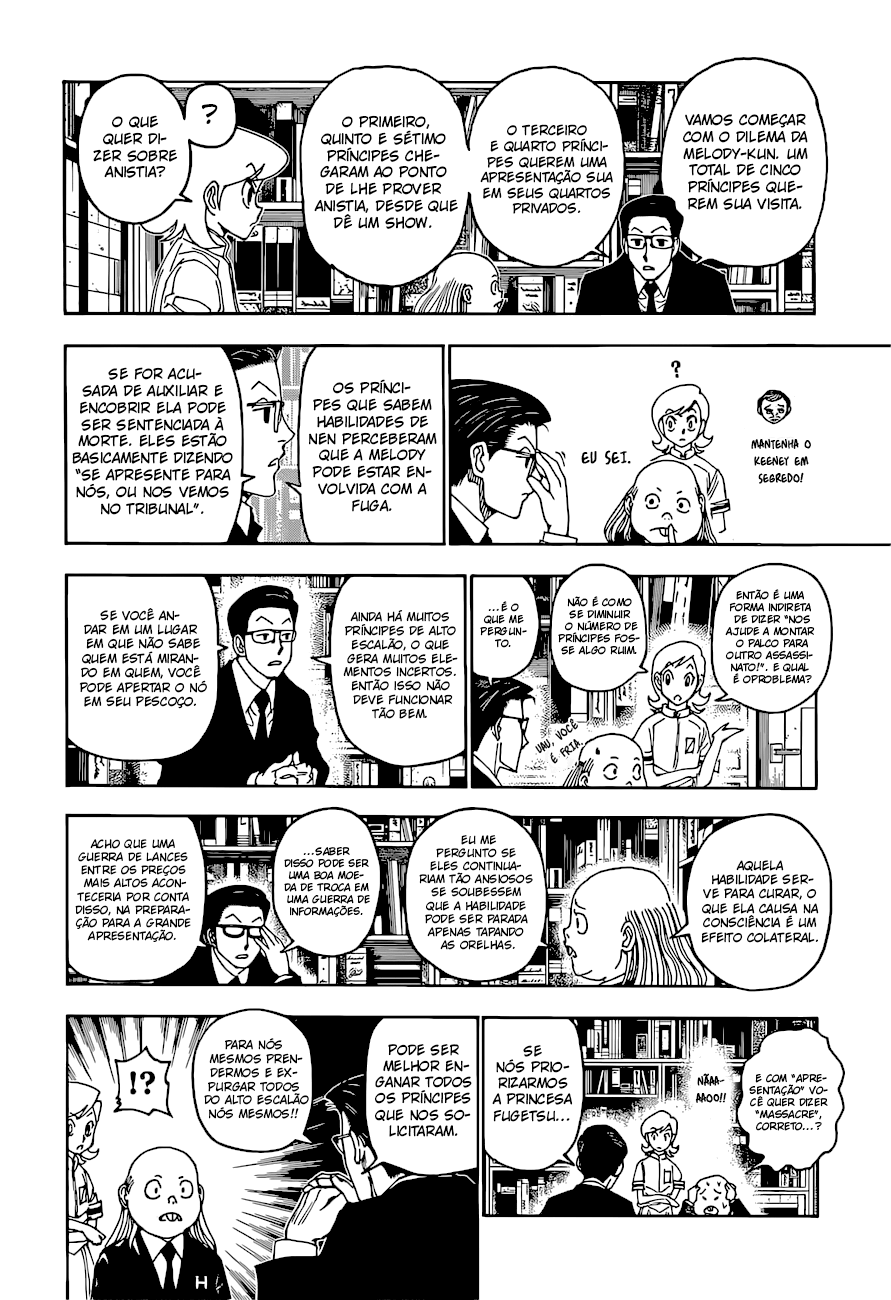 VAMOS COMEÇAR
COM O DILEMA DA
MELODY-KUN. UM
TOTAL DE CINCO
PRÍNCIPES QUE-
REM SUA VISITA.
O TERCEIRO
E QUARTO PRÍNCI-
PES QUEREM UMA
APRESENTAÇÃO SUA
EM SEUS QUARTOS
PRIVADOS.
O PRIMEIRO,
QUINTO E SÉTIMO
PRÍNCIPES CHE-
GARAM AO PONTO
DE LHE PROVER
ANISTIA, DESDE QUE
DÊ UM SHOW.
?
O QUE
QUER DI-
ZER SOBRE
ANISTIA?
MANTENHA O
KEENEY EM
SEGREDO!
?
EU SEI.
OS PRÍNCI-
PES QUE SABEM
HABILIDADES DE
NEN PERCEBERAM
QUE A MELODY
PODE ESTAR EN-
VOLVIDA COM A
FUGA.
SE FOR ACU-
SADA DE AUXILIAR E
ENCOBRIR ELA PODE
SER SENTENCIADA À
MORTE. ELES ESTÃO
BASICAMENTE DIZENDO
"SE APRESENTE PARA
NÓS, OU NOS VEMOS
NO TRIBUNAL".
ENTÃO É UMA
FORMA INDIRETA
DE DIZER "NOS
AJUDE A MONTAR
O PALCO PARA
OUTRO ASSASSI-
NATO!". E QUAL
É OPROBLEMA?
NÃO É COMO
SE DIMINUIR
O NÚMERO DE
PRÍNCIPES FOS-
SE ALGO RUIM.
UAU, VOCÊ
É FRIA.
...É O
QUE ME
PERGUN-
TO.
AINDA HÁ MUITOS
PRÍNCIPES DE ALTO
ESCALÃO, O QUE
GERA MUITOS ELE-
MENTOS INCERTOS.
ENTÃO ISSO NÃO
DEVE FUNCIONAR
TÃO BEM.
SE VOCÊ AN-
DAR EM UM LUGAR
EM QUE NÃO SABE
QUEM ESTÁ MIRAN-
DO EM QUEM, VOCÊ
PODE APERTAR O NÓ
EM SEU PESCOÇO.
AQUELA
HABILIDADE SER-
VE PARA CURAR, O
QUE ELA CAUSA NA
CONSCIÊNCIA É UM
EFEITO COLATERAL.
EU ME
PERGUNTO SE
ELES CONTINUA-
RIAM TÃO ANSIOSOS
SE SOUBESSEM
QUE A HABILIDADE
PODE SER PARADA
APENAS TAPANDO
AS ORELHAS.
...SABER
DISSO PODE SER
UMA BOA MOE-
DA DE TROCA EM
UMA GUERRA DE
INFORMAÇÕES.
ACHO QUE UMA
GUERRA DE LANCES
ENTRE OS PREÇOS
MAIS ALTOS ACON-
TECERIA POR CONTA
DISSO, NA PREPARA-
ÇÃO PARA A GRANDE
APRESENTAÇÃO.
E COM "APRE-
SENTAÇÃO" VO-
CÊ QUER DIZER
"MASSACRE",
CORRETO...?
NÃAA-
AAOO!!
SE
NÓS PRIO-
RIZARMOS
A PRINCESA
FUGETSU...
PODE SER
MELHOR EN-
GANAR TODOS
OS PRÍNCIPES
QUE NOS SO-
LICITARAM.
PARA NÓS
MESMOS PREN-
DERMOS E EX-
PURGAR TODOS
DO ALTO ESCALÃO
NÓS MESMOS!!
!?
H